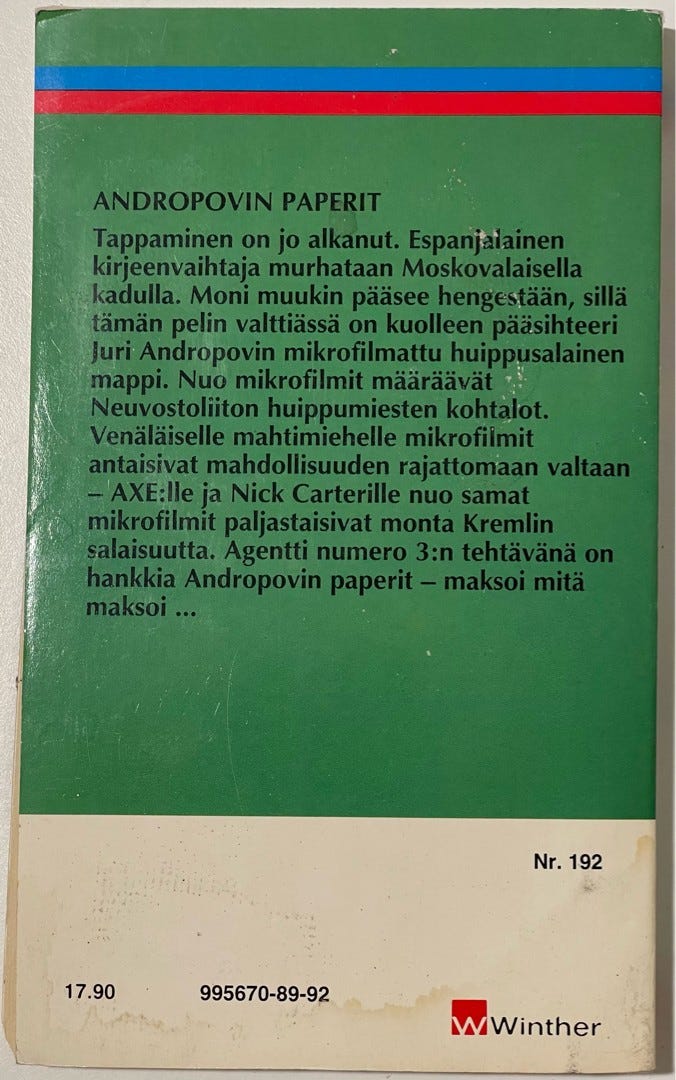 ANDROPOVIN PAPERIT
Tappaminen on jo alkanut. Espanjalainen
kirjeenvaihtaja murhataan Moskovalaisella
kadulla. Moni muukin pääsee hengestään, sillä
tämän pelin valttiässä on kuolleen pääsihteeri
Juri Andropovin mikrofilmattu huippusalainen
mappi. Nuo mikrofilmit määräävät
Neuvostoliiton huippumiesten kohtalot.
Venäläiselle mahtimiehelle mikrofilmit
antaisivat mahdollisuuden rajattomaan valtaan
– AXE:lle ja Nick Carterille nuo samat
mikrofilmit paljastaisivat monta Kremlin
salaisuutta. Agentti numero 3:n tehtävänä on
hankkia Andropovin paperit – maksoi mitä
maksoi ...
Nr. 192
17.90 995670-89-92
W Winther